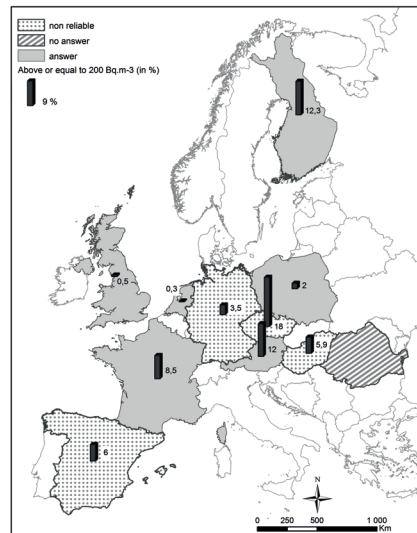 non reliable
no answer
answer
Above or equal to 200 Bq.m-3 (in %)
9 %
12,3
0,5
0,3
3,5
2
18
12
5,9
8,5
6
N
0 250 500 1 000
Km